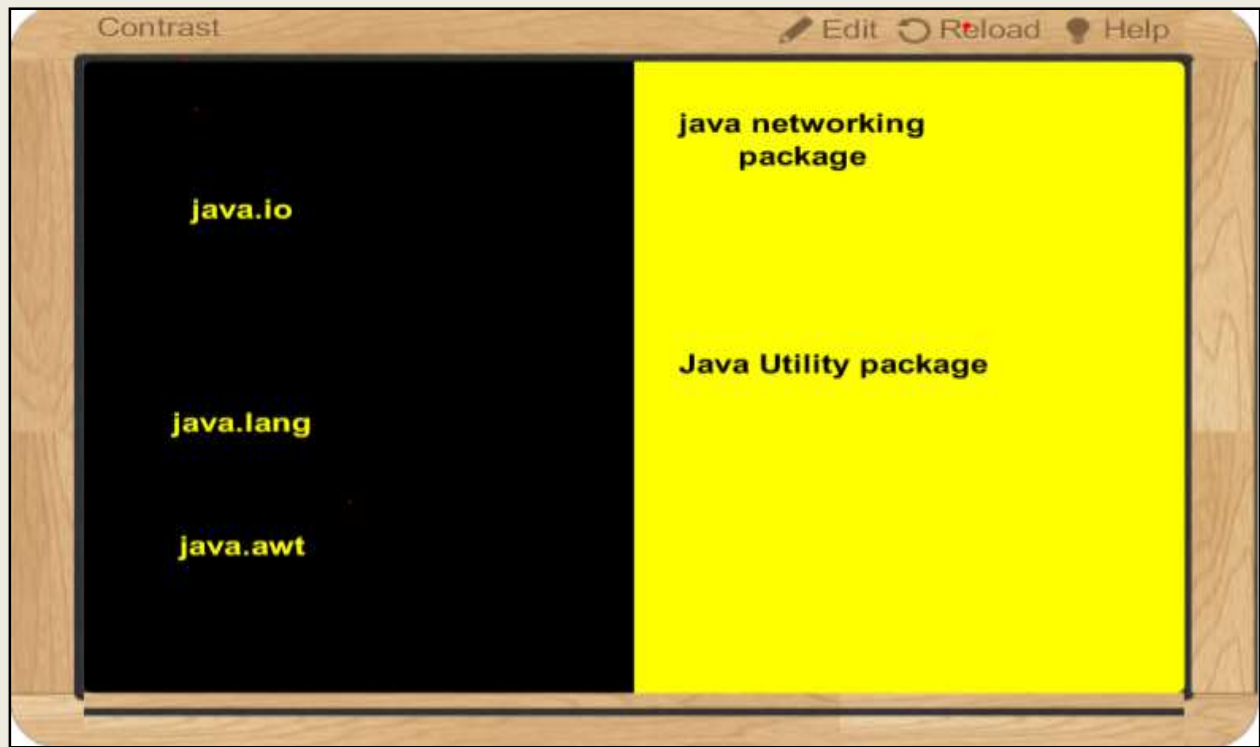 Contrast
Edit
Reload
Help
java.io
java.lang
java.awt
java networking
package
Java Utility package